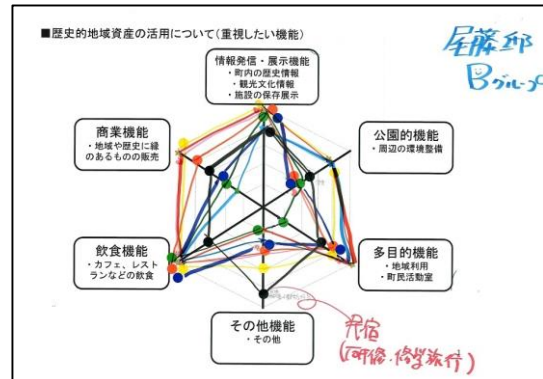 ■歴史的地域資産の活用について(重視したい機能)
尾藤邸
Bグループ
情報発信・展示機能
・町内の歴史情報
・観光文化情報
・施設の保存展示
商業機能
・地域や歴史に縁
のあるものの販売
公園的機能
・周辺の環境整備
飲食機能
・カフェ、レスト
ランなどの飲食
多目的機能
・地域利用
・町民活動室
その他機能
・その他
民宿
(研修・修学旅行)